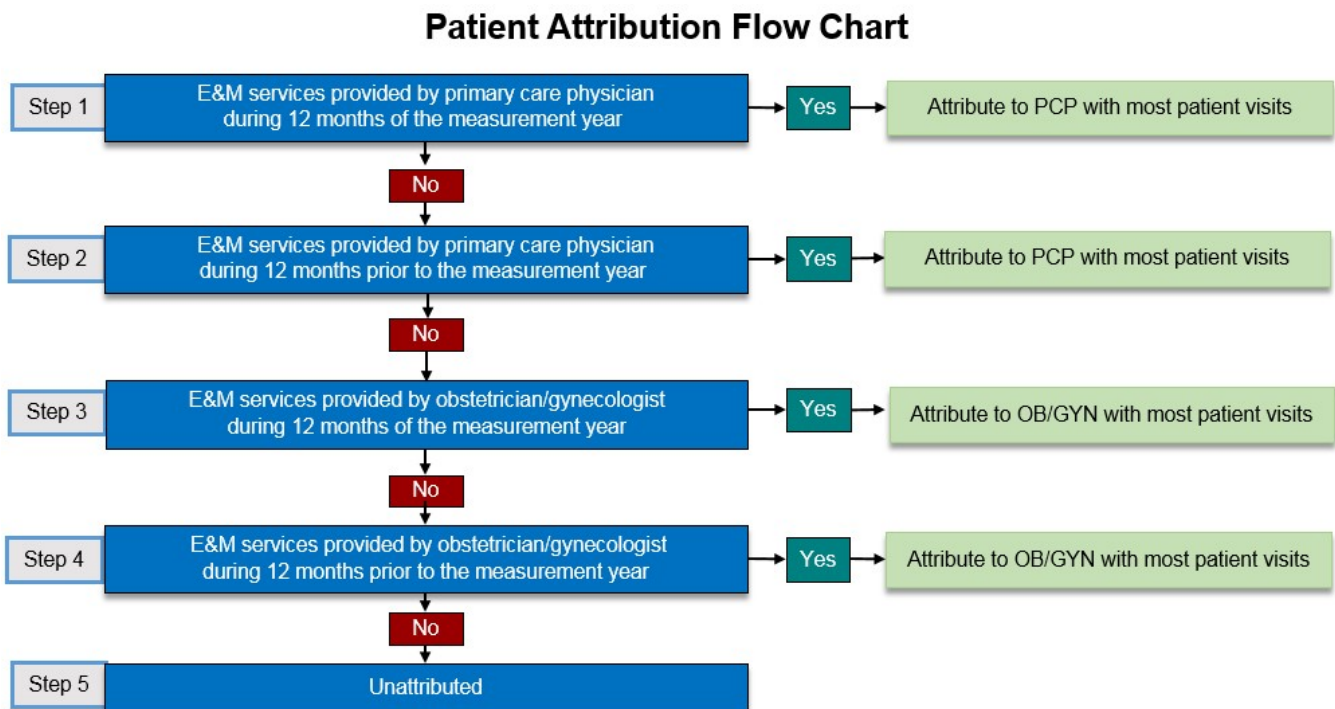 Patient Attribution Flow Chart
Step 1
E&M services provided by primary care physician
during 12 months of the measurement year
Yes
Attribute to PCP with most patient visits
No
Step 2
E&M services provided by primary care physician
during 12 months prior to the measurement year
Yes
Attribute to PCP with most patient visits
No
Step 3
E&M services provided by obstetrician/gynecologist
during 12 months of the measurement year
Yes
Attribute to OB/GYN with most patient visits
No
Step 4
E&M services provided by obstetrician/gynecologist
during 12 months prior to the measurement year
Yes
Attribute to OB/GYN with most patient visits
No
Step 5
Unattributed